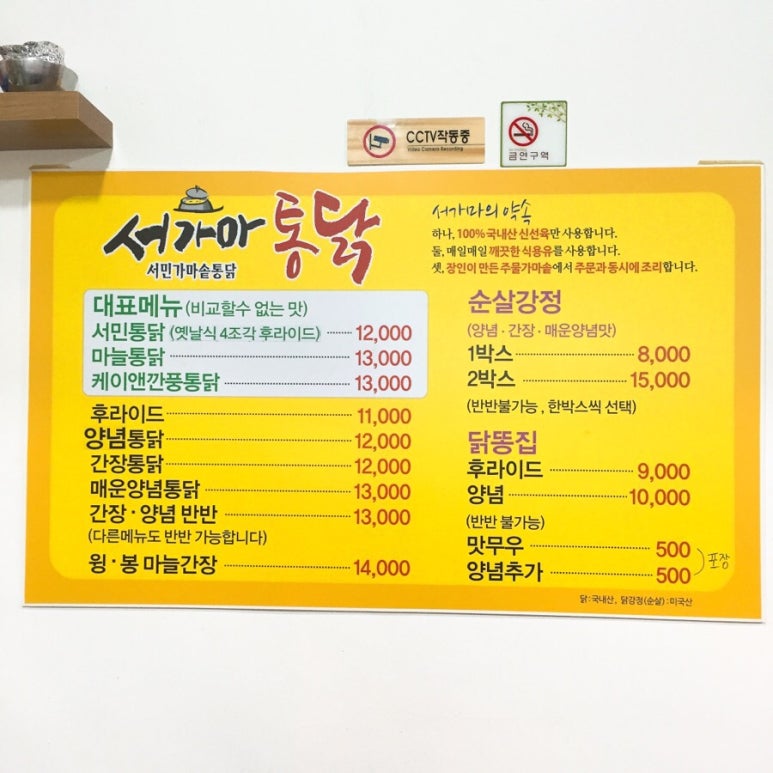 CCTV작동중
Video Camera Recording
금연구역
서가마 통닭
서민가마솥통닭
서가마의 약속
하나, 100% 국내산 신선육만 사용합니다.
둘, 매일매일 깨끗한 식용유를 사용합니다.
셋, 장인이 만든 주물가마솥에서 주문과 동시에 조리합니다.
대표메뉴 (비교할수 없는 맛)
서민통닭 (옛날식 4조각 후라이드) 12,000
마늘통닭 13,000
케이앤깐풍통닭 13,000
후라이드 11,000
양념통닭 12,000
간장통닭 12,000
매운양념통닭 13,000
간장·양념 반반 13,000
(다른메뉴도 반반 가능합니다)
윙·봉 마늘간장 14,000
순살강정
(양념·간장·매운양념맛)
1박스 8,000
2박스 15,000
(반반불가능, 한박스씩 선택)
닭똥집
후라이드 9,000
양념 10,000
(반반 불가능)
맛무우 500
양념추가 500
포장
닭:국내산, 닭강정(순살):미국산